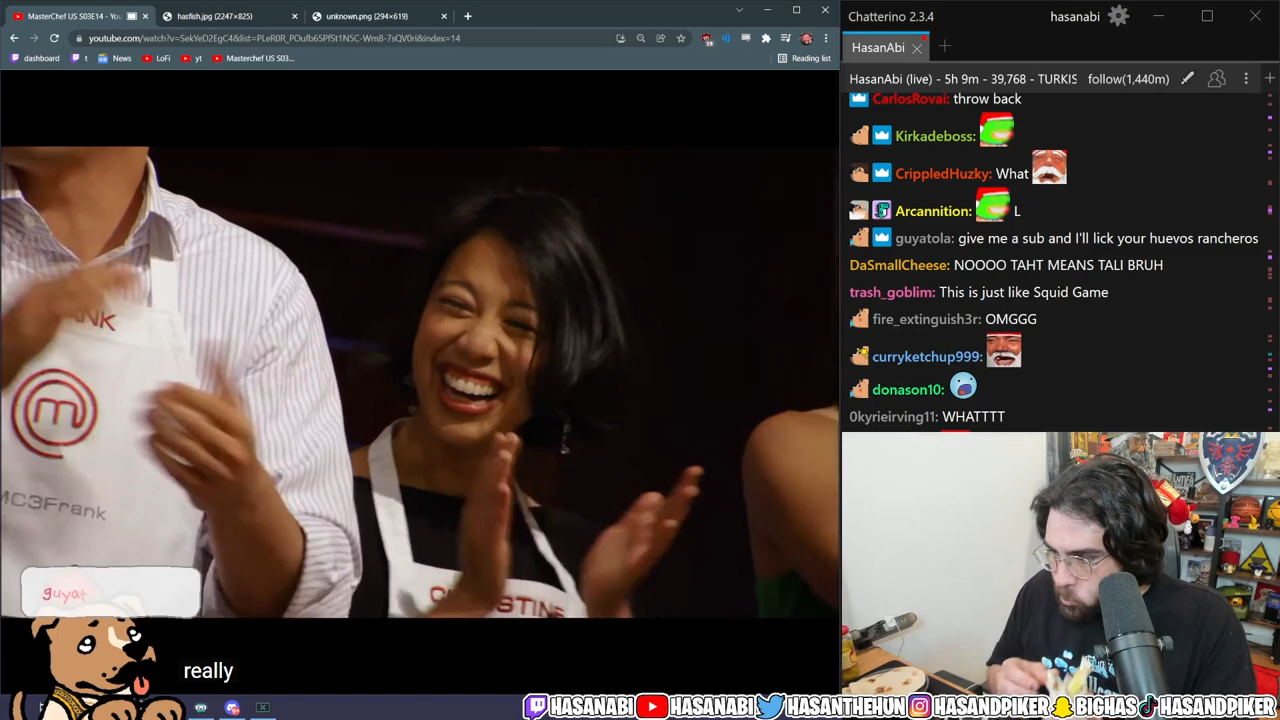 MasterChef US S03E14 - You
hasfish.jpg (2247×825)
unknown.png (294×619)
youtube.com/watch?v=SekYeD2EgC4&list=PLeR0R_POufb65PfSt1N5C-Wm8-7sQV0ri&index=14
59
dashboard
t
News
LoFi
yt
Masterchef US S03...
Reading list
ANK
m
MC3Frank
guyat
really
Chatterino 2.3.4
hasanabi
HasanAbi
HasanAbi (live) - 5h 9m - 39,768 - TURKIS
follow(1,440m)
CarlosRovai: throw back
Kirkadeboss:
CrippledHuzky: What
Arcannition: L
guyatola: give me a sub and I'll lick your huevos rancheros
DaSmallCheese: NOOOO TAHT MEANS TALI BRUH
trash_goblim: This is just like Squid Game
fire_extinguish3r: OMGGG
curryketchup999:
donason10:
0kyrieirving11: WHATTTT
HASANABI HASANABI HASANTHEHUN HASANDPIKER BIGHAS HASANDPIKER